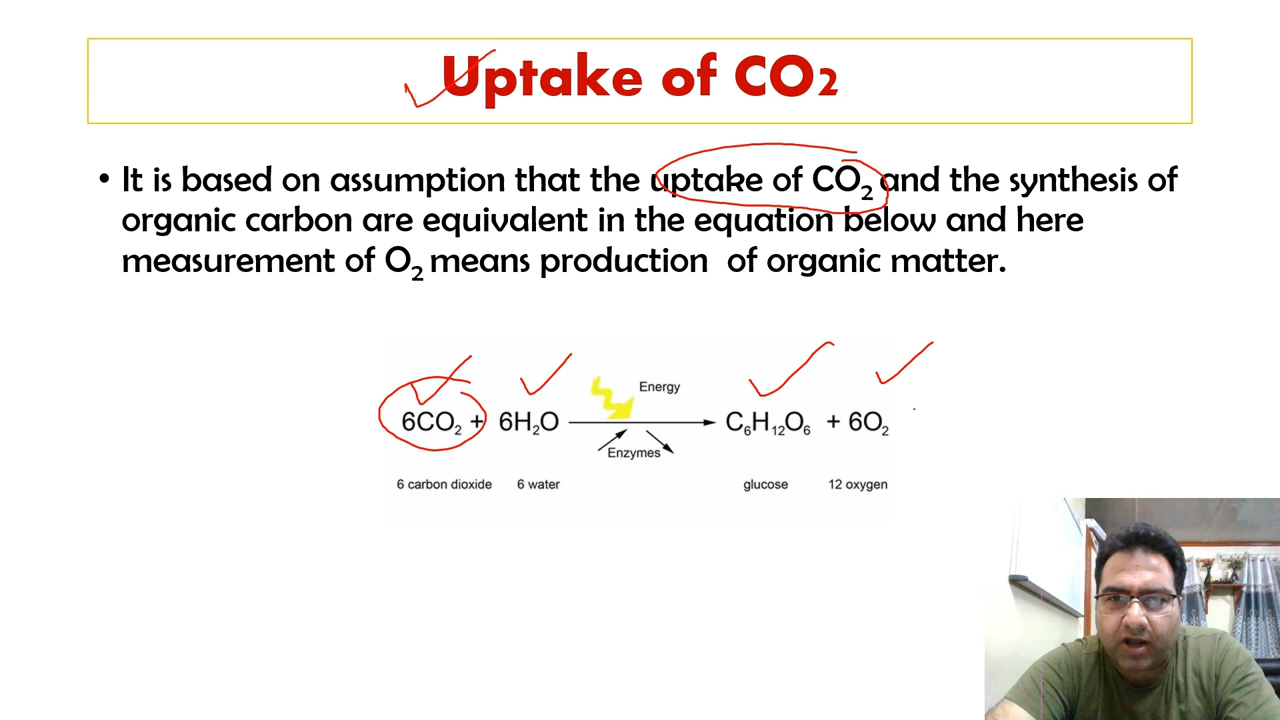 Uptake of CO2
• It is based on assumption that the uptake of CO₂ and the synthesis of
organic carbon are equivalent in the equation below and here
measurement of O₂ means production of organic matter.
Energy
6CO₂ + 6H₂O C₆H₁₂O₆ + 6O₂
Enzymes
6 carbon dioxide 6 water glucose 12 oxygen